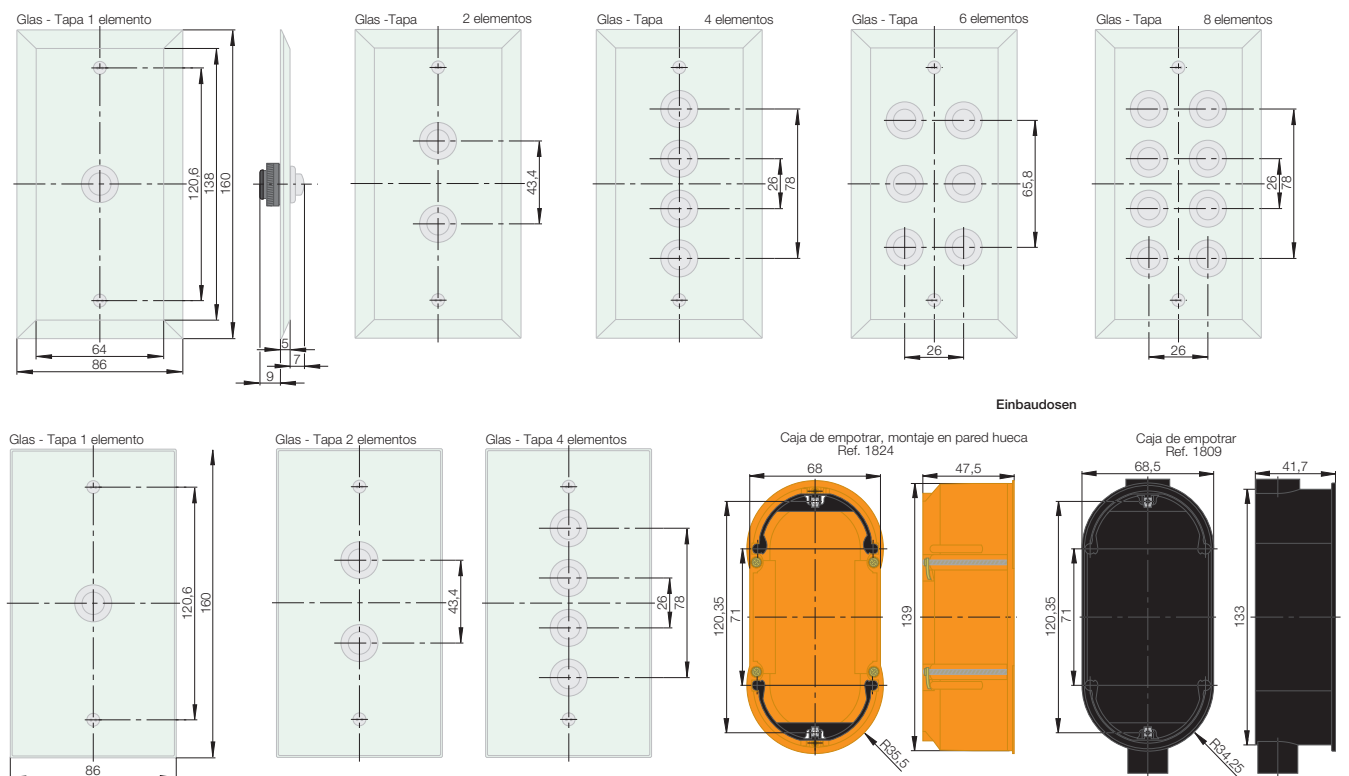 Glas - Tapa 1 elemento
Glas -Tapa 2 elementos
Glas - Tapa 4 elementos
Glas - Tapa 6 elementos
Glas - Tapa 8 elementos
120,6
138
160
64
86
5
7
9
43,4
26
78
65,8
26
26
78
26
Einbaudosen
Glas - Tapa 1 elemento
Glas - Tapa 2 elementos
Glas - Tapa 4 elementos
Caja de empotrar, montaje en pared hueca
Ref. 1824
Caja de empotrar
Ref. 1809
120,6
160
86
43,4
26
78
68
47,5
120,35
71
139
R35,5
68,5
41,7
120,35
71
133
R34,25